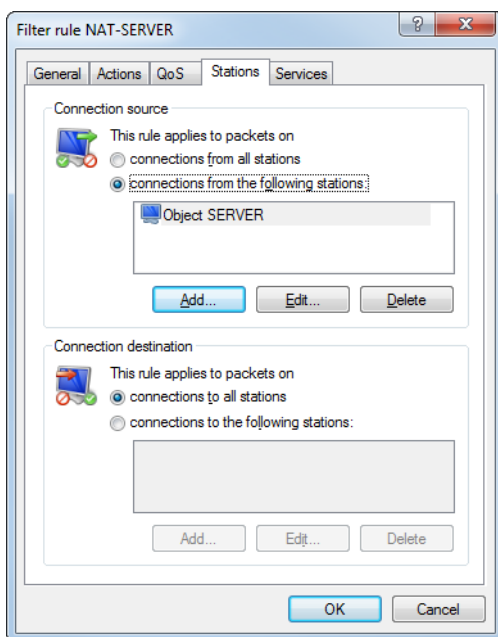 Filter rule NAT-SERVER
?
General Actions QoS Stations Services
Connection source
This rule applies to packets on
connections from all stations
connections from the following stations:
Object SERVER
Add... Edit... Delete
Connection destination
This rule applies to packets on
connections to all stations
connections to the following stations:
Add... Edit... Delete
OK Cancel